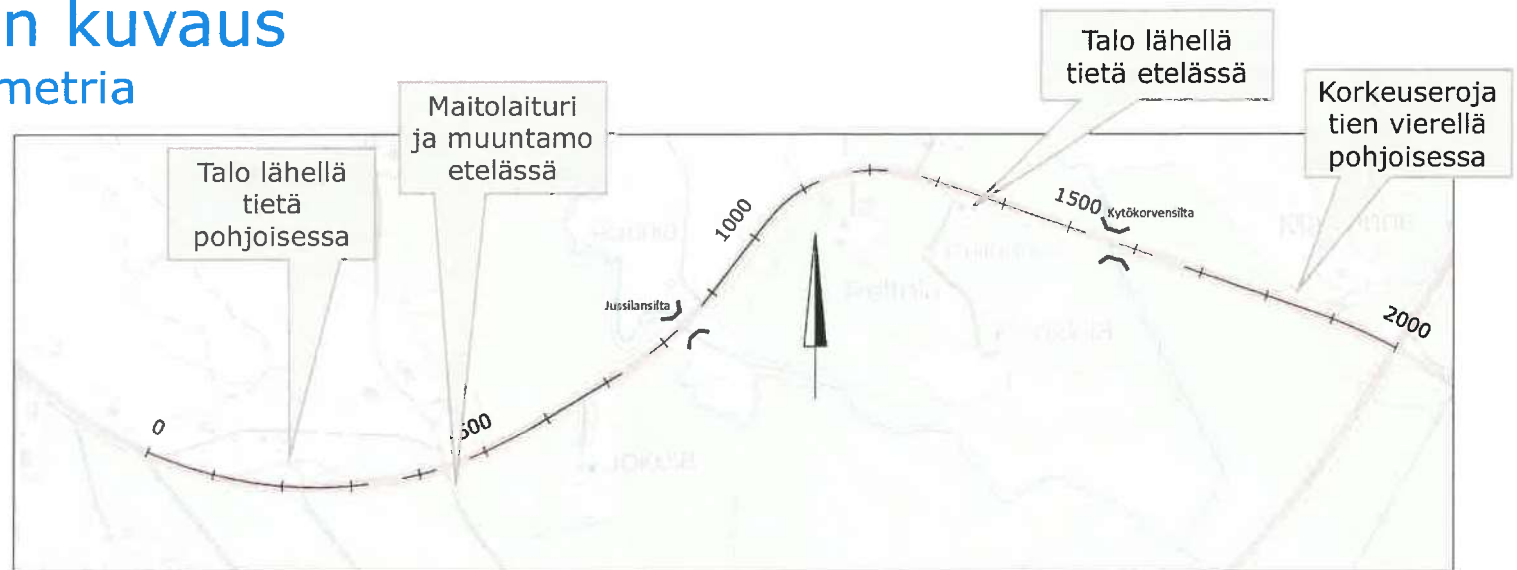 n kuvaus
metria
Talo lähellä
tietä etelässä
Maitolaituri
ja muuntamo
etelässä
Korkeuseroja
tien vierellä
pohjoisessa
Talo lähellä
tietä
pohjoisessa
0
500
Jussilansilta
1000
1500
Kytökorvensilta
2000